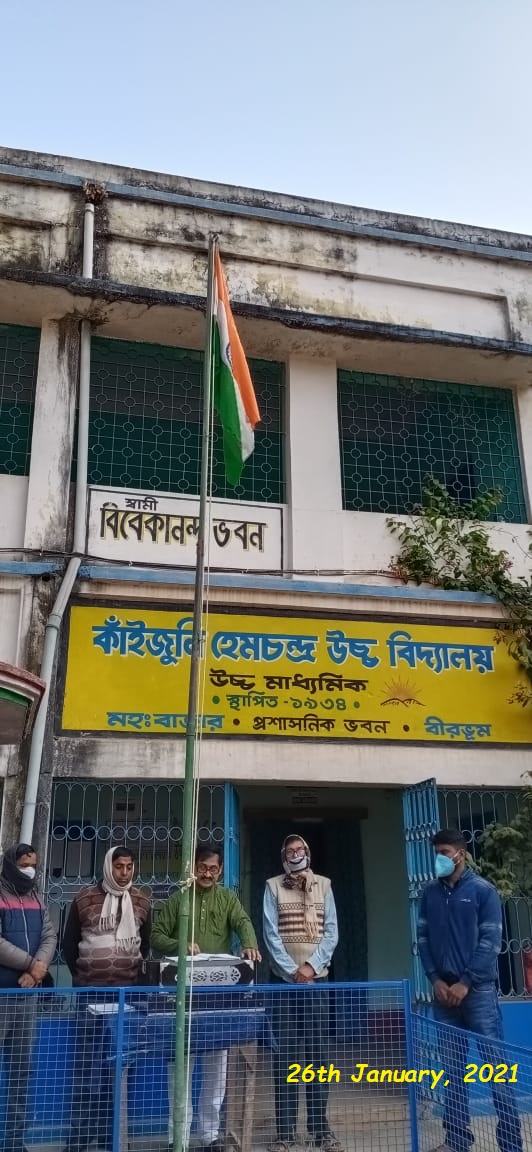 স্বামী
বিবেকানন্দ ভবন
কাঁইজুলি হেমচন্দ্র উচ্চ বিদ্যালয়
উচ্চ মাধ্যমিক
• স্থাপিত -১৯৩৪ •
মহঃবাজার • প্রশাসনিক ভবন • বীরভূম
26th January, 2021